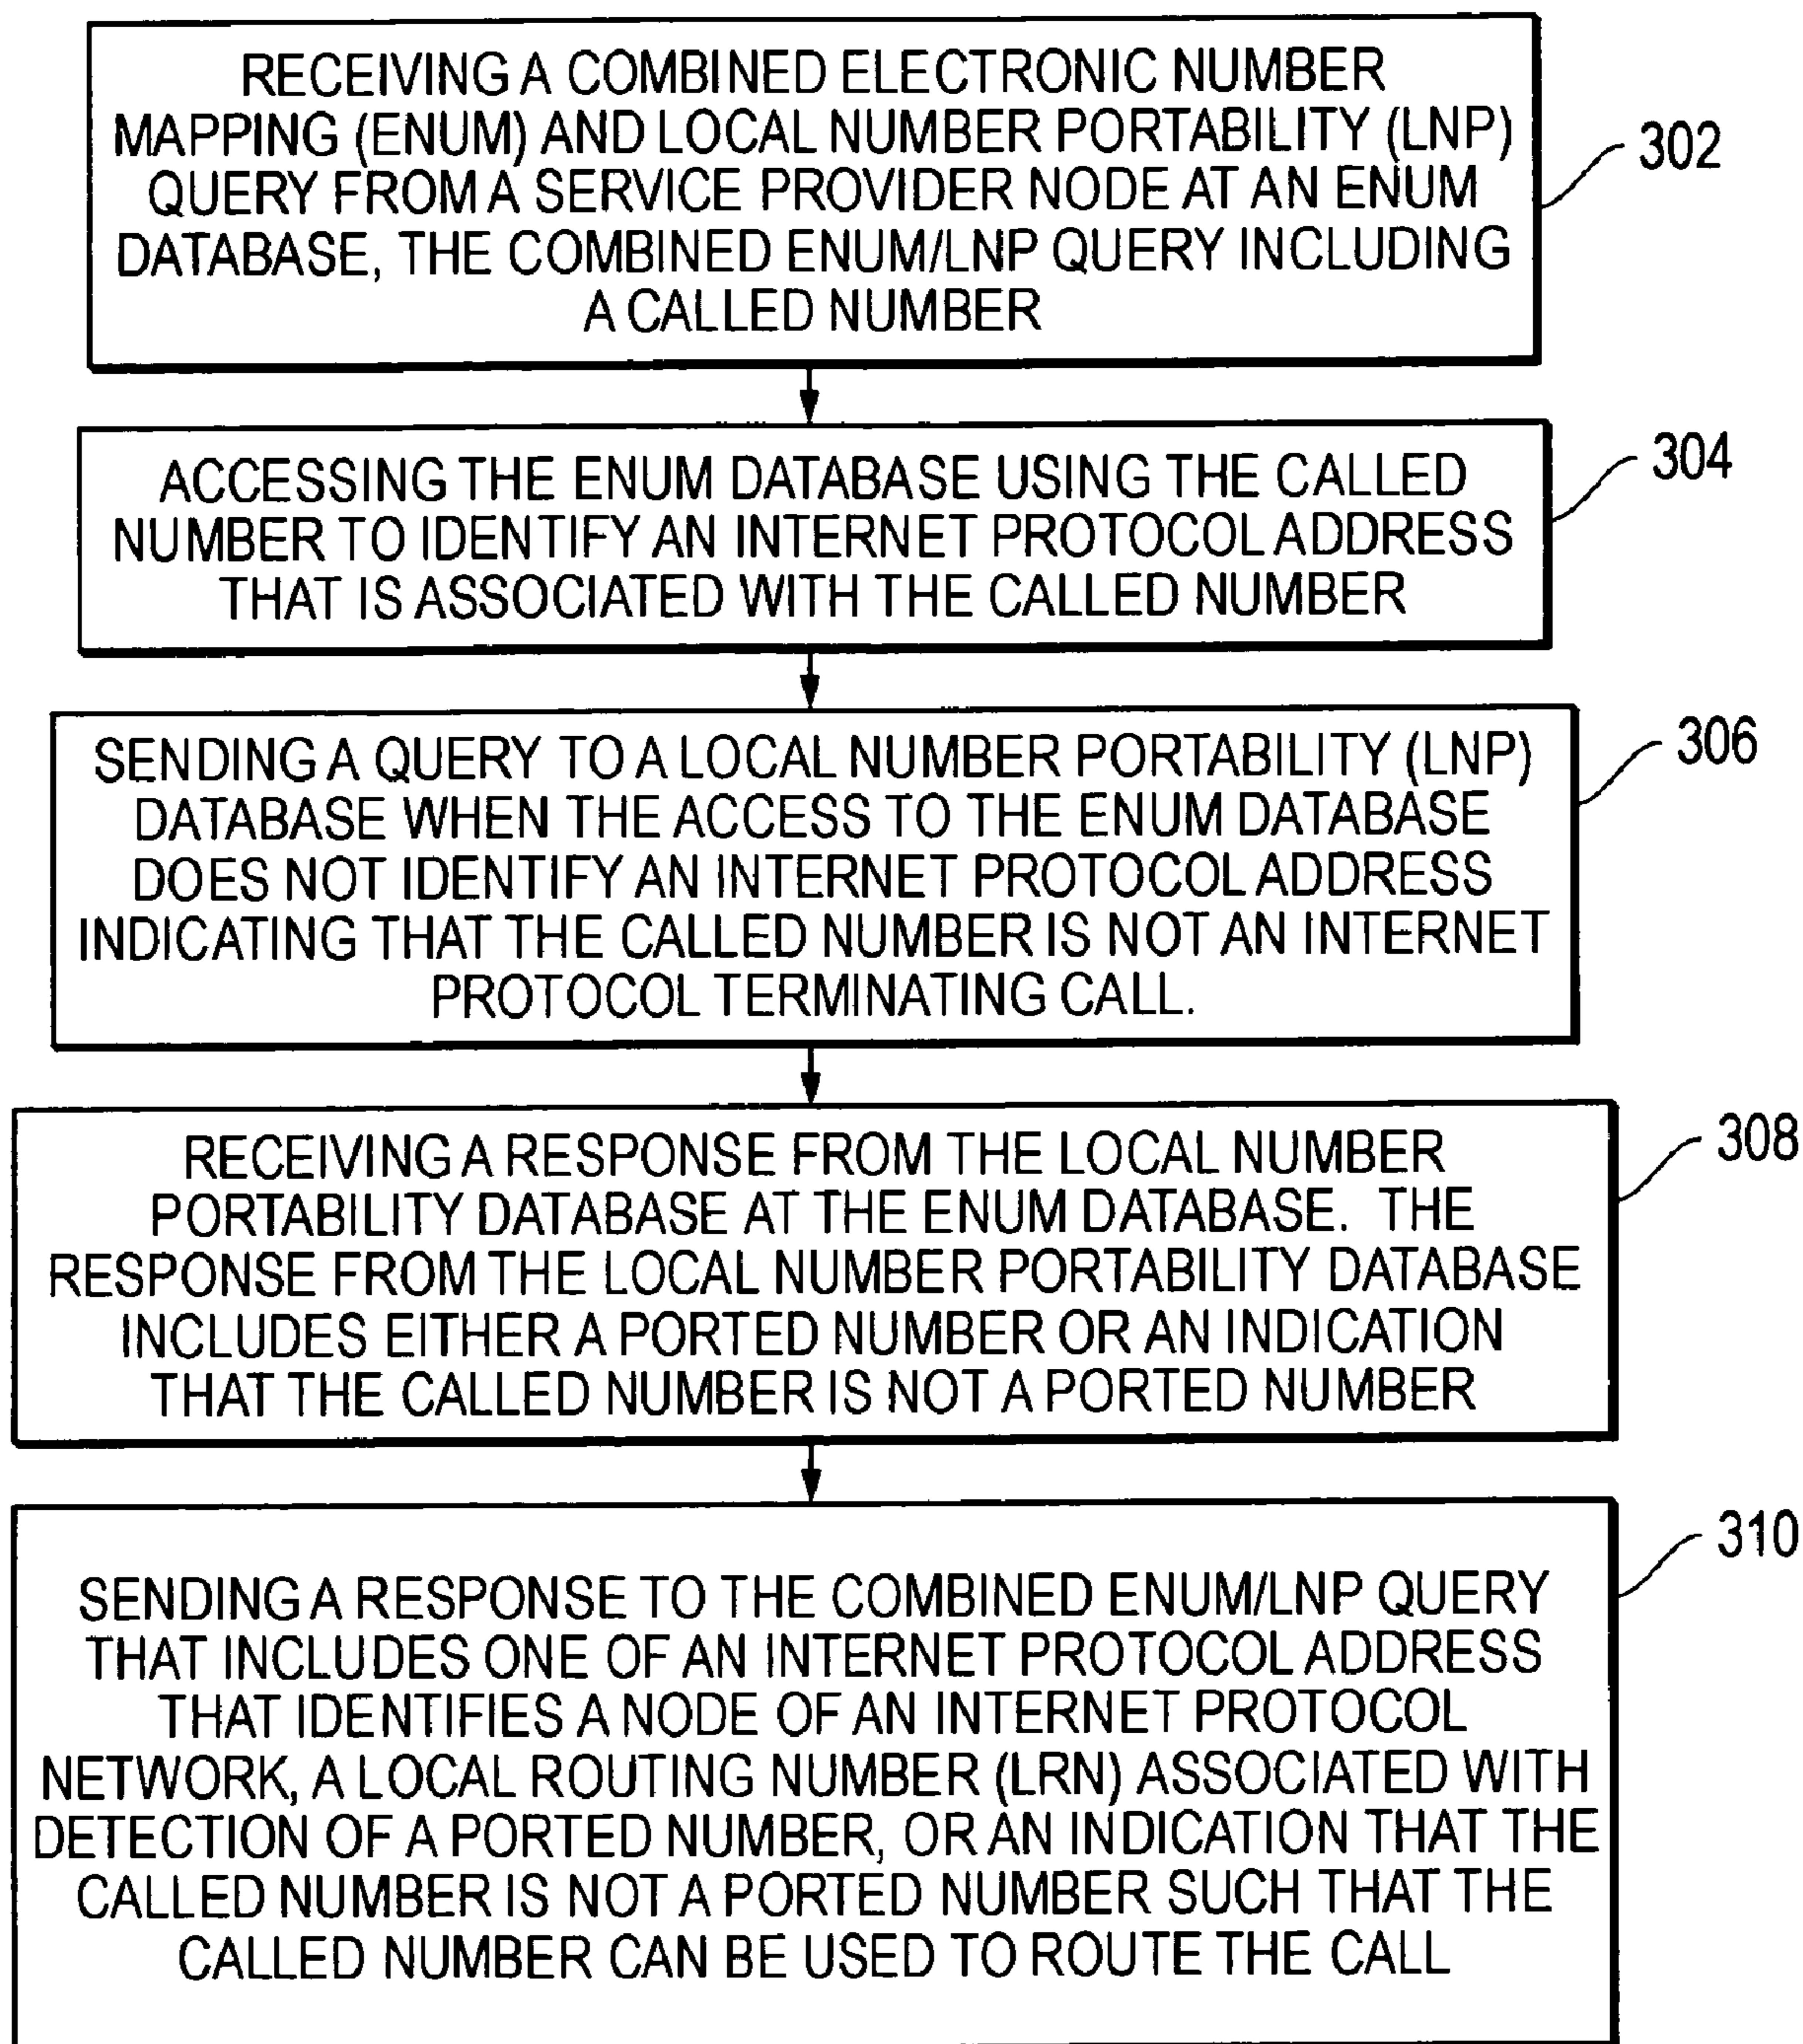 RECEIVING A COMBINED ELECTRONIC NUMBER
MAPPING (ENUM) AND LOCAL NUMBER PORTABILITY (LNP)
QUERY FROM A SERVICE PROVIDER NODE AT AN ENUM
DATABASE, THE COMBINED ENUM/LNP QUERY INCLUDING
A CALLED NUMBER
302
ACCESSING THE ENUM DATABASE USING THE CALLED
NUMBER TO IDENTIFY AN INTERNET PROTOCOL ADDRESS
THAT IS ASSOCIATED WITH THE CALLED NUMBER
304
SENDING A QUERY TO A LOCAL NUMBER PORTABILITY (LNP)
DATABASE WHEN THE ACCESS TO THE ENUM DATABASE
DOES NOT IDENTIFY AN INTERNET PROTOCOL ADDRESS
INDICATING THAT THE CALLED NUMBER IS NOT AN INTERNET
PROTOCOL TERMINATING CALL.
306
RECEIVING A RESPONSE FROM THE LOCAL NUMBER
PORTABILITY DATABASE AT THE ENUM DATABASE. THE
RESPONSE FROM THE LOCAL NUMBER PORTABILITY DATABASE
INCLUDES EITHER A PORTED NUMBER OR AN INDICATION
THAT THE CALLED NUMBER IS NOT A PORTED NUMBER
308
SENDING A RESPONSE TO THE COMBINED ENUM/LNP QUERY
THAT INCLUDES ONE OF AN INTERNET PROTOCOL ADDRESS
THAT IDENTIFIES A NODE OF AN INTERNET PROTOCOL
NETWORK, A LOCAL ROUTING NUMBER (LRN) ASSOCIATED WITH
DETECTION OF A PORTED NUMBER, OR AN INDICATION THAT THE
CALLED NUMBER IS NOT A PORTED NUMBER SUCH THAT THE
CALLED NUMBER CAN BE USED TO ROUTE THE CALL
310